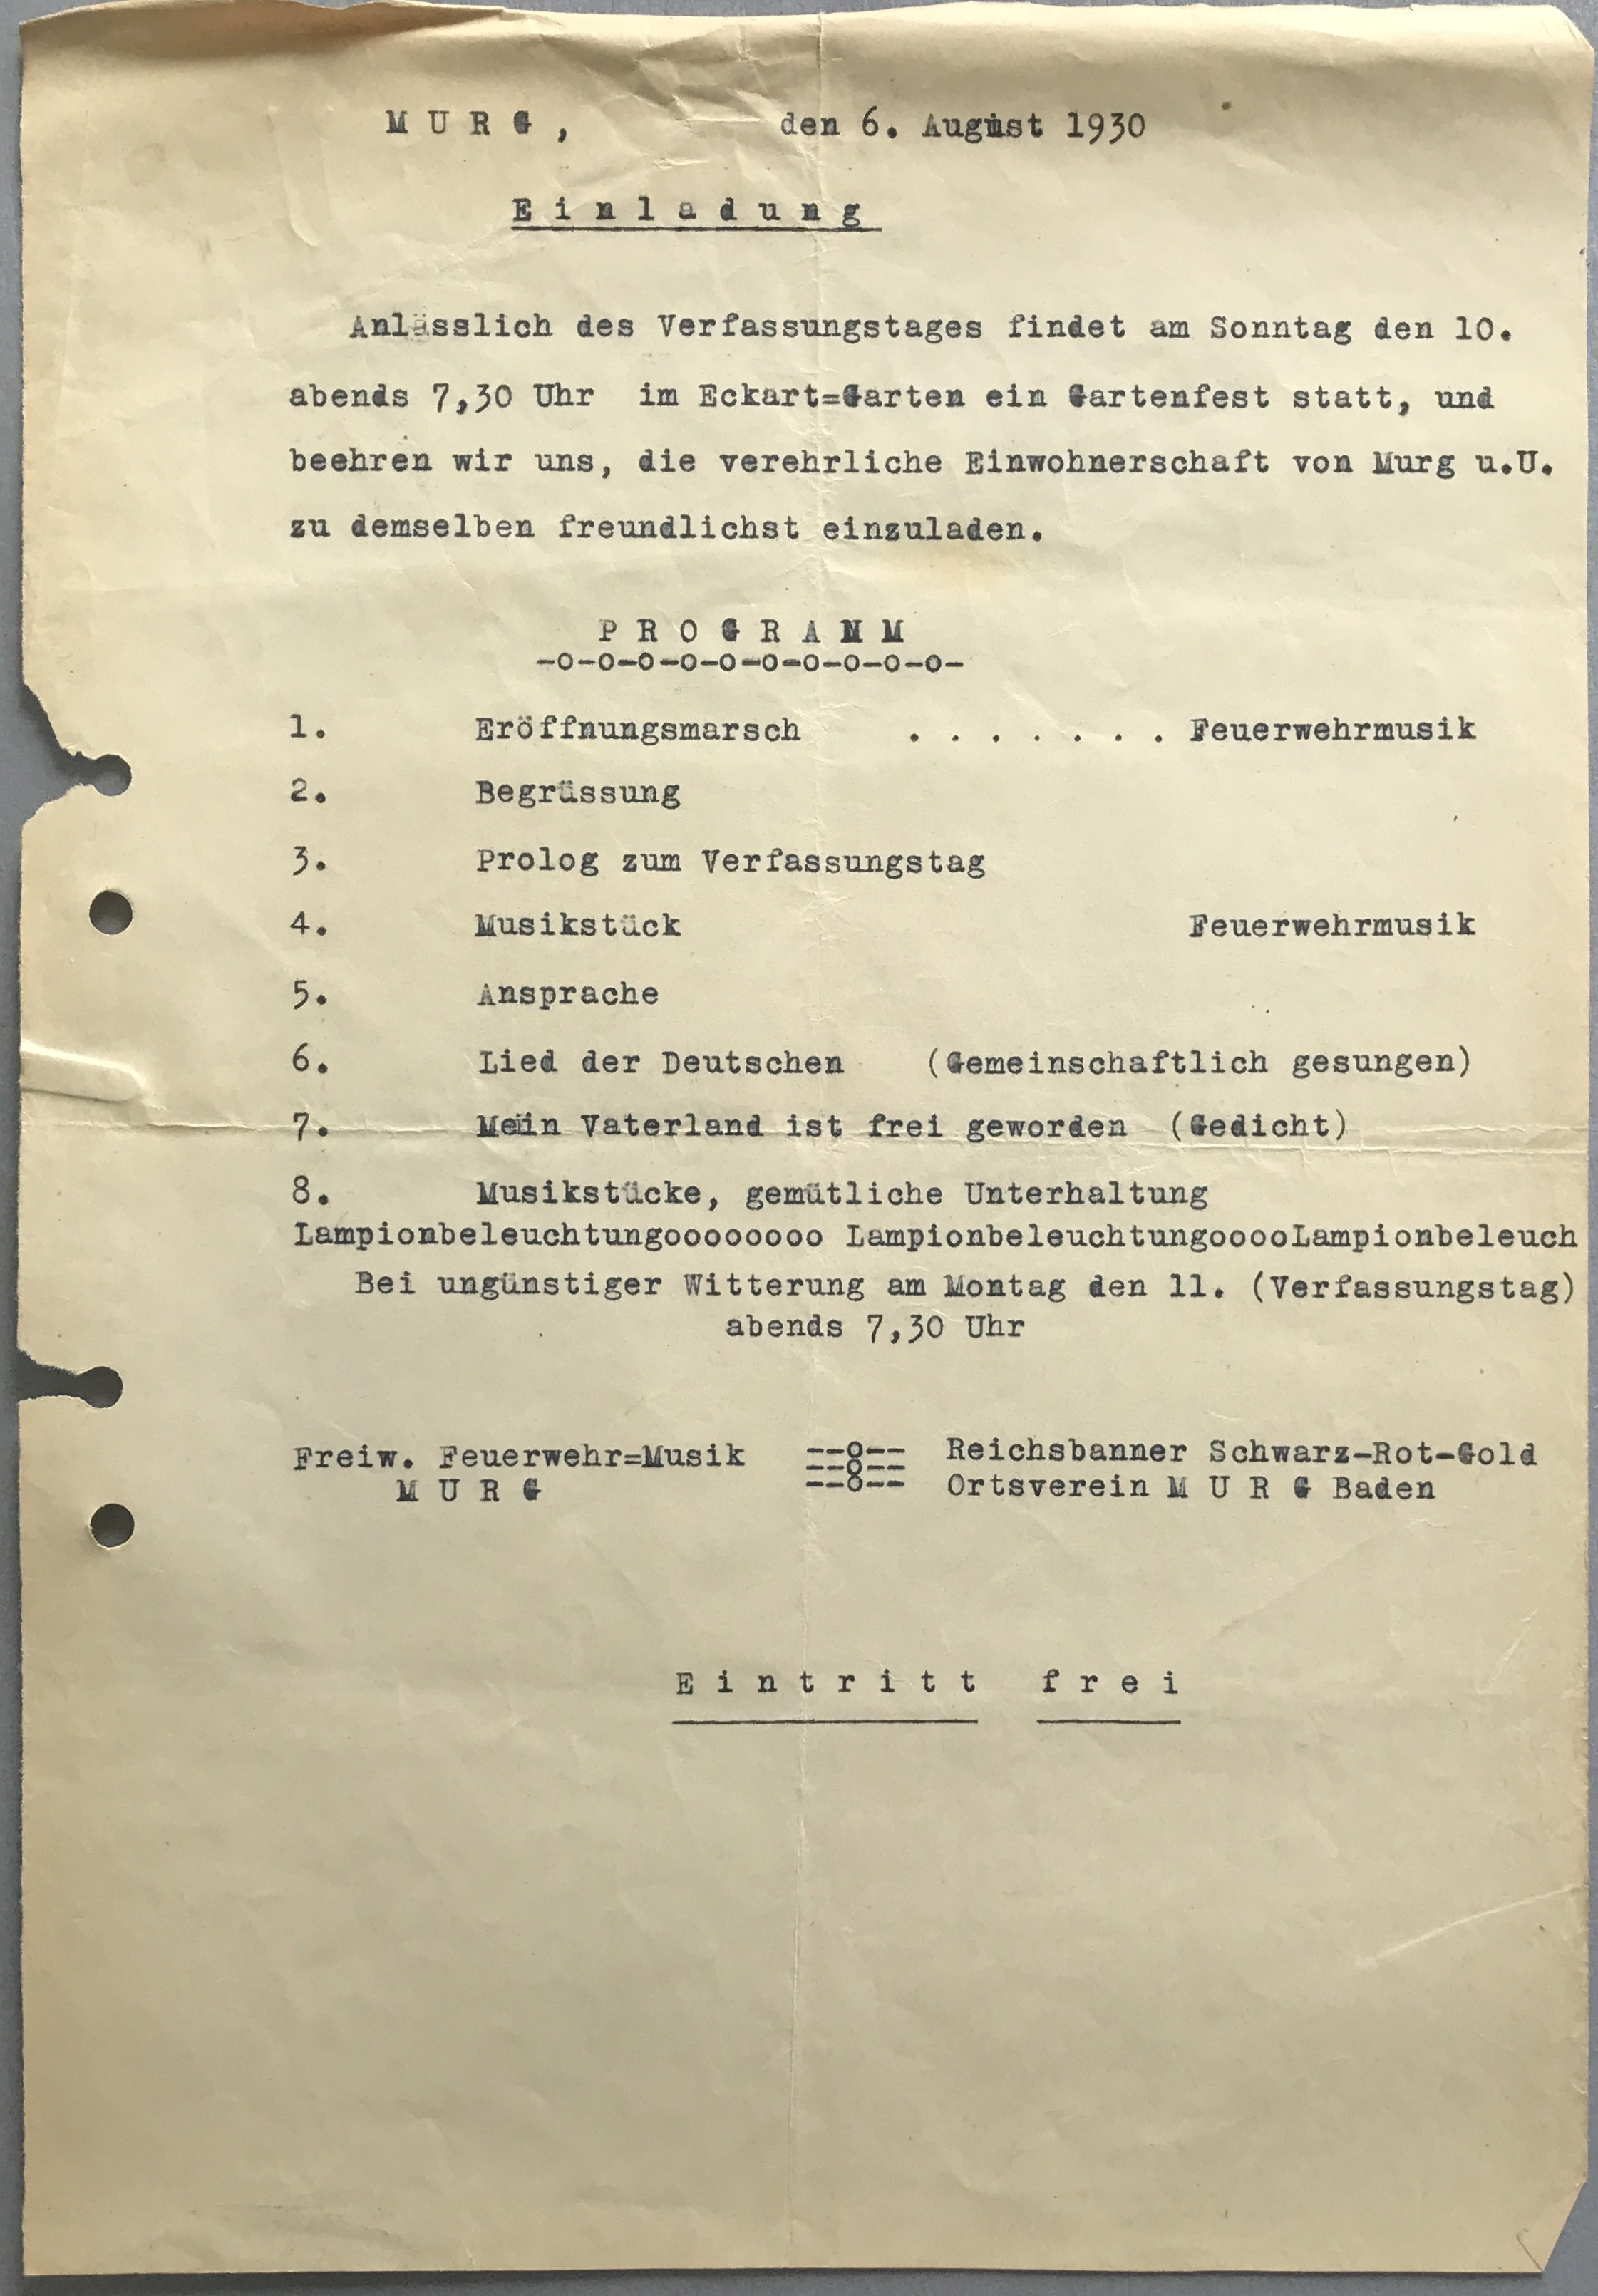 M U R G ,   den 6. August 1930
E i n l a d u n g
Anlässlich des Verfassungstages findet am Sonntag den 10.
abends 7,30 Uhr im Eckart=Garten ein Gartenfest statt, und
beehren wir uns, die verehrliche Einwohnerschaft von Murg u.U.
zu demselben freundlichst einzuladen.
P R O G R A M M
-o-o-o-o-o-o-o-o-o-o-
1. Eröffnungsmarsch . . . . . . . Feuerwehrmusik
2. Begrüssung
3. Prolog zum Verfassungstag
4. Musikstück Feuerwehrmusik
5. Ansprache
6. Lied der Deutschen (Gemeinschaftlich gesungen)
7. Mein Vaterland ist frei geworden (Gedicht)
8. Musikstücke, gemütliche Unterhaltung
Lampionbeleuchtungoooooooo LampionbeleuchtungooooLampionbeleuch
Bei ungünstiger Witterung am Montag den 11. (Verfassungstag)
abends 7,30 Uhr
Freiw. Feuerwehr=Musik --o-- Reichsbanner Schwarz-Rot-Gold
--o--
M U R G --o-- Ortsverein M U R G Baden
E i n t r i t t   f r e i